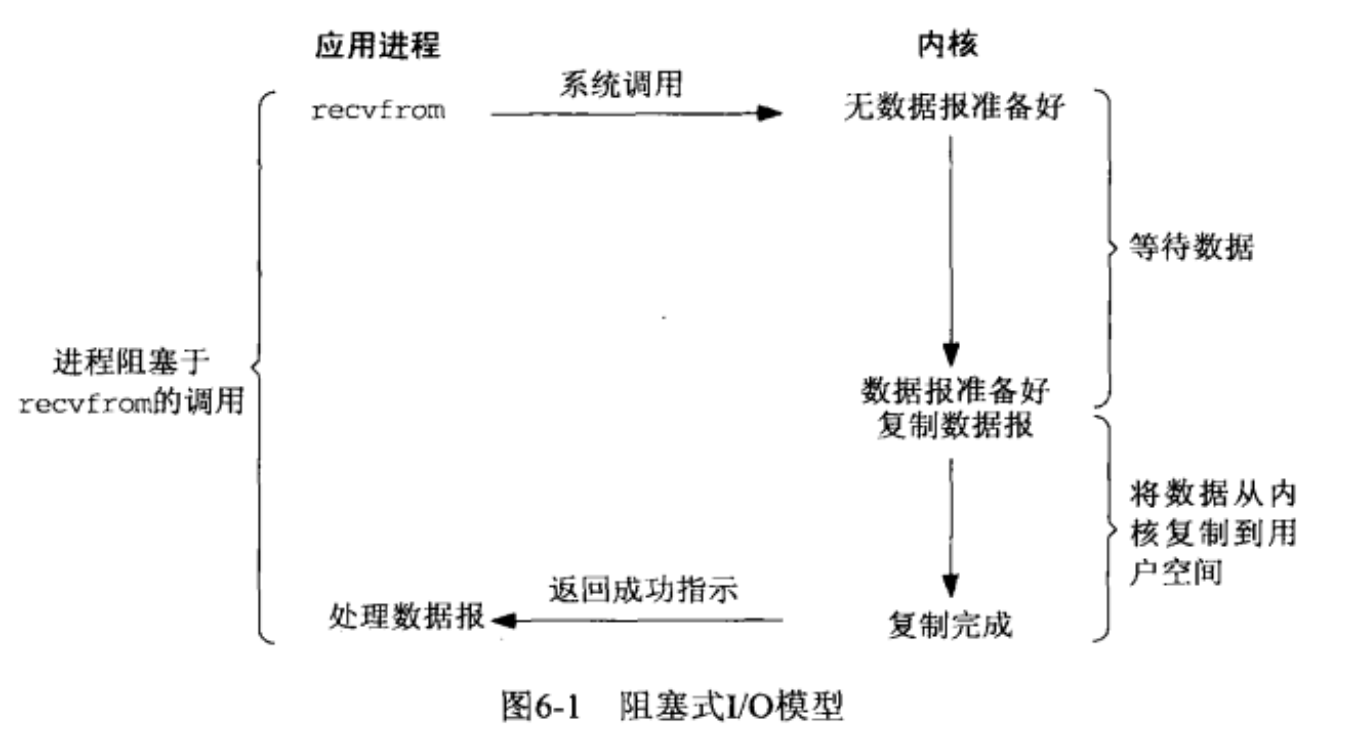 应用进程
内核
系统调用
recvfrom
无数据报准备好
等待数据
进程阻塞于
recvfrom的调用
数据报准备好
复制数据报
将数据从内
核复制到用
户空间
返回成功指示
处理数据报
复制完成
图6-1 阻塞式I/O模型